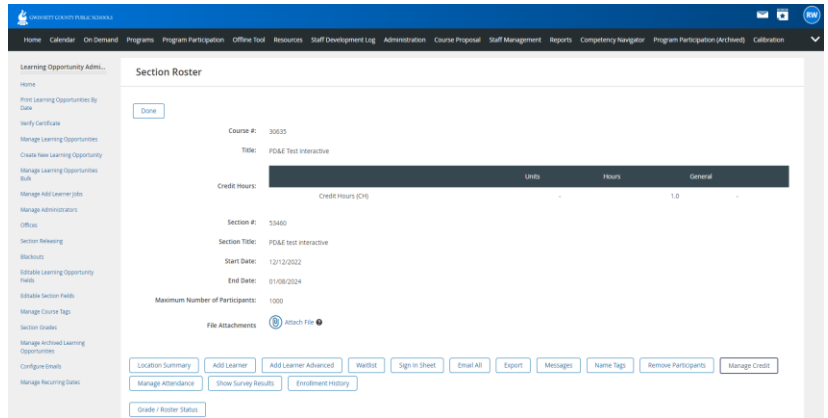 GWINNETT COUNTY PUBLIC SCHOOLS
RW
Home Calendar On Demand Programs Program Participation Offline Tool Resources Staff Development Log Administration Course Proposal Staff Management Reports Competency Navigator Program Participation (Archived) Calibration
Learning Opportunity Admi...
Home
Print Learning Opportunities By
Date
Verify Certificate
Manage Learning Opportunities
Create New Learning Opportunity
Manage Learning Opportunities
Bulk
Manage Add Learner Jobs
Manage Administrators
Offices
Section Releasing
Blackouts
Editable Learning Opportunity
Fields
Editable Section Fields
Manage Course Tags
Section Grades
Manage Archived Learning
Opportunities
Configure Emails
Manage Recurring Dates
Section Roster
Done
Course #: 30635
Title: PD&E Test Interactive
Units Hours General
Credit Hours:
Credit Hours (CH) - 1.0 -
Section #: 53460
Section Title: PD&E test interactive
Start Date: 12/12/2022
End Date: 01/08/2024
Maximum Number of Participants: 1000
File Attachments Attach File ?
Location Summary Add Learner Add Learner Advanced Waitlist Sign In Sheet Email All Export Messages Name Tags Remove Participants Manage Credit
Manage Attendance Show Survey Results Enrollment History
Grade / Roster Status